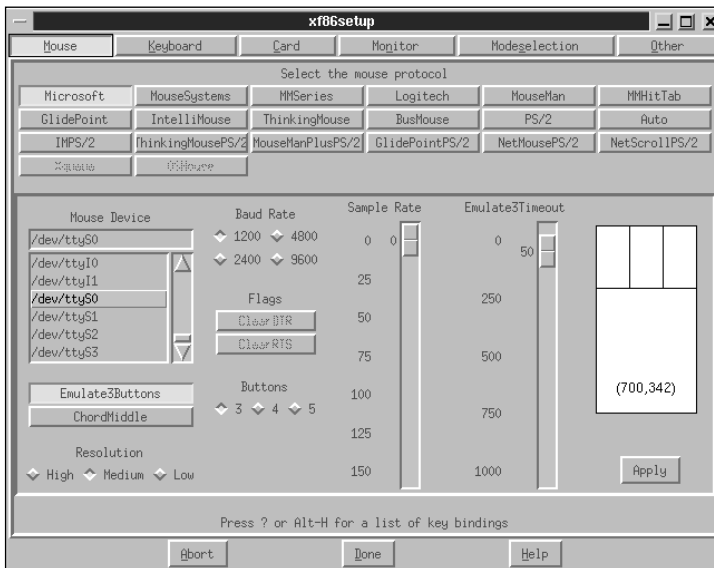 xf86setup
Mouse Keyboard Card Monitor Modeselection Other
Select the mouse protocol
Microsoft MouseSystems MMSeries Logitech MouseMan MMHitTab
GlidePoint IntelliMouse ThinkingMouse BusMouse PS/2 Auto
IMPS/2 ThinkingMousePS/2 MouseManPlusPS/2 GlidePointPS/2 NetMousePS/2 NetScrollPS/2
Xqueue OSMouse
Mouse Device
/dev/ttyS0
/dev/ttyI0
/dev/ttyI1
/dev/ttyS0
/dev/ttyS1
/dev/ttyS2
/dev/ttyS3
Emulate3Buttons
ChordMiddle
Resolution
High Medium Low
Baud Rate
1200 4800
2400 9600
Flags
ClearDTR
ClearRTS
Buttons
3 4 5
Sample Rate
0 0
25
50
75
100
125
150
Emulate3Timeout
0
50
250
500
750
1000
(700,342)
Apply
Press ? or Alt-H for a list of key bindings
Abort Done Help